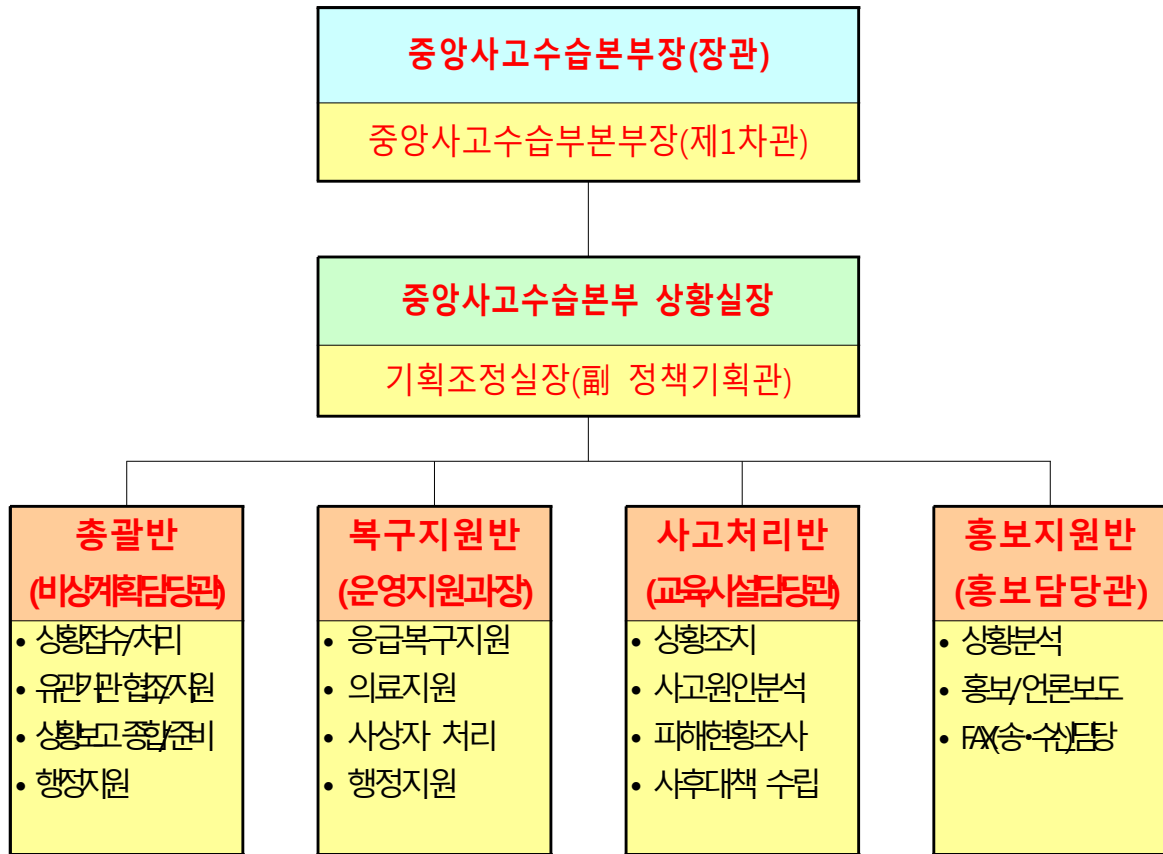 중앙사고수습본부장(장관)
중앙사고수습부본부장(제1차관)
중앙사고수습본부 상황실장
기획조정실장(副 정책기획관)
총괄반
(비상계획담당관)
• 상황접수/처리
• 유관기관 협조/지원
• 상황보고 종합/준비
• 행정지원
복구지원반
(운영지원과장)
• 응급복구지원
• 의료지원
• 사상자 처리
• 행정지원
사고처리반
(교육시설담당관)
• 상황조치
• 사고원인분석
• 피해현황조사
• 사후대책 수립
홍보지원반
(홍보담당관)
• 상황분석
• 홍보/언론보도
• FAX(송·수신)담당